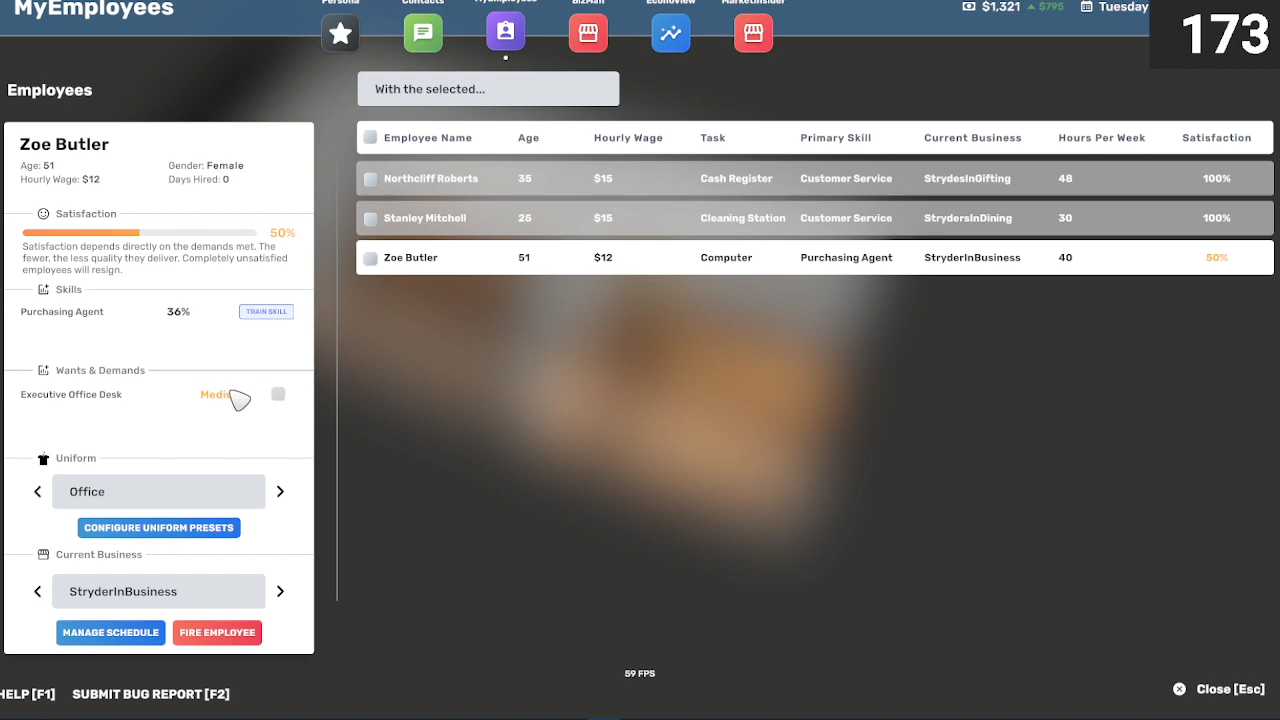 MyEmployees
Persona
Contacts
MyEmployees
BizMan
EconoView
MarketInsider
$1,321 $795 Tuesday
173
Employees
With the selected...
Employee Name Age Hourly Wage Task Primary Skill Current Business Hours Per Week Satisfaction
Northcliff Roberts 35 $15 Cash Register Customer Service StrydesInGifting 48 100%
Stanley Mitchell 25 $15 Cleaning Station Customer Service StrydersInDining 30 100%
Zoe Butler 51 $12 Computer Purchasing Agent StryderInBusiness 40 50%
Zoe Butler
Age: 51 Gender: Female
Hourly Wage: $12 Days Hired: 0
Satisfaction
50%
Satisfaction depends directly on the demands met. The
fewer, the less quality they deliver. Completely unsatisfied
employees will resign.
Skills
Purchasing Agent 36% TRAIN SKILL
Wants & Demands
Executive Office Desk
Uniform
Office
CONFIGURE UNIFORM PRESETS
Current Business
StryderInBusiness
MANAGE SCHEDULE FIRE EMPLOYEE
59 FPS
HELP [F1] SUBMIT BUG REPORT [F2]
Close [Esc]